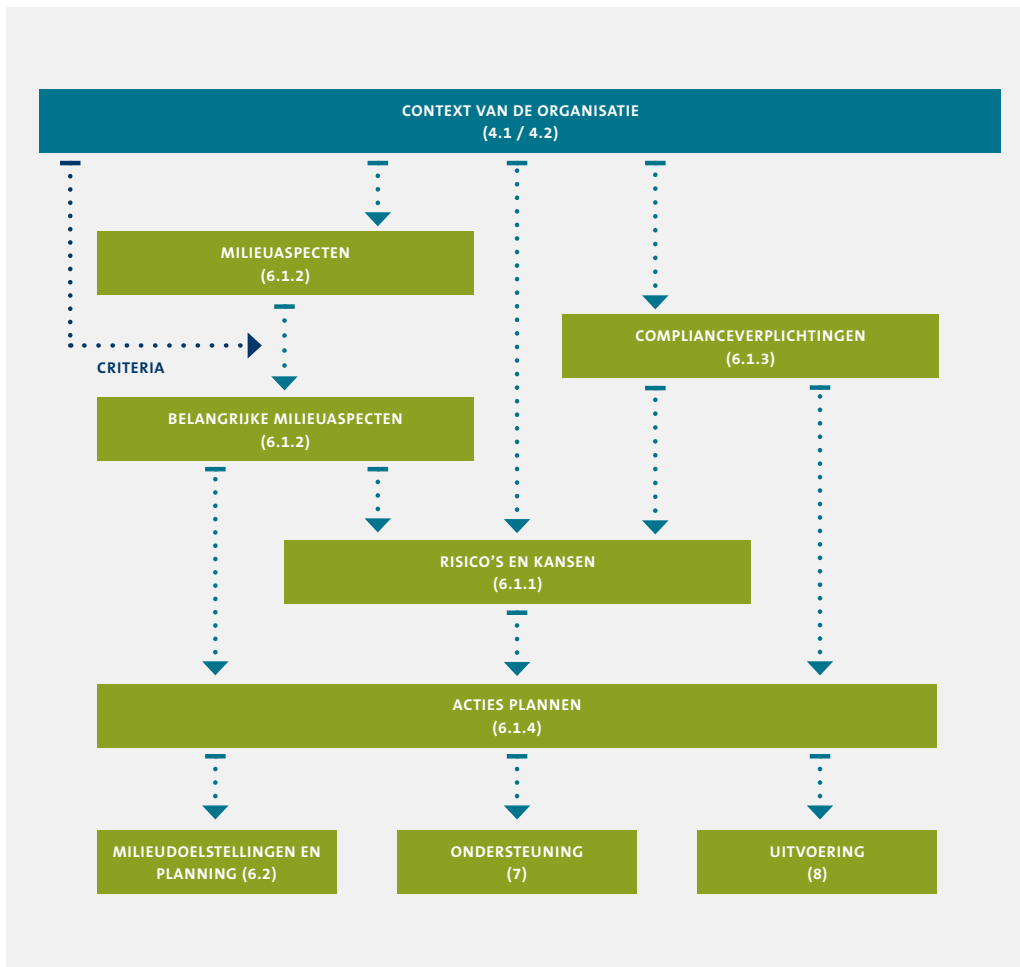 CONTEXT VAN DE ORGANISATIE
(4.1 / 4.2)
MILIEUASPECTEN
(6.1.2)
COMPLIANCEVERPLICHTINGEN
(6.1.3)
CRITERIA
BELANGRIJKE MILIEUASPECTEN
(6.1.2)
RISICO'S EN KANSEN
(6.1.1)
ACTIES PLANNEN
(6.1.4)
MILIEUDOELSTELLINGEN EN
PLANNING (6.2)
ONDERSTEUNING
(7)
UITVOERING
(8)